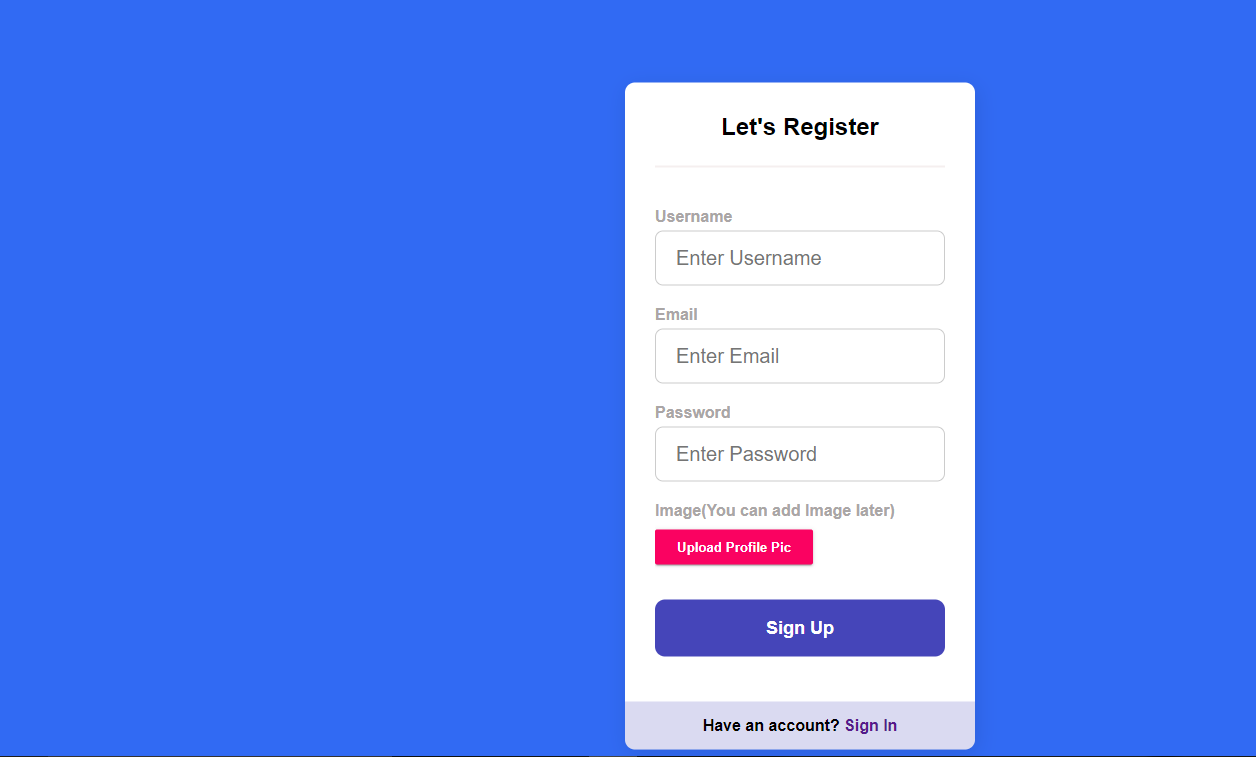 Let's Register
Username
Enter Username
Email
Enter Email
Password
Enter Password
Image(You can add Image later)
Upload Profile Pic
Sign Up
Have an account? Sign In